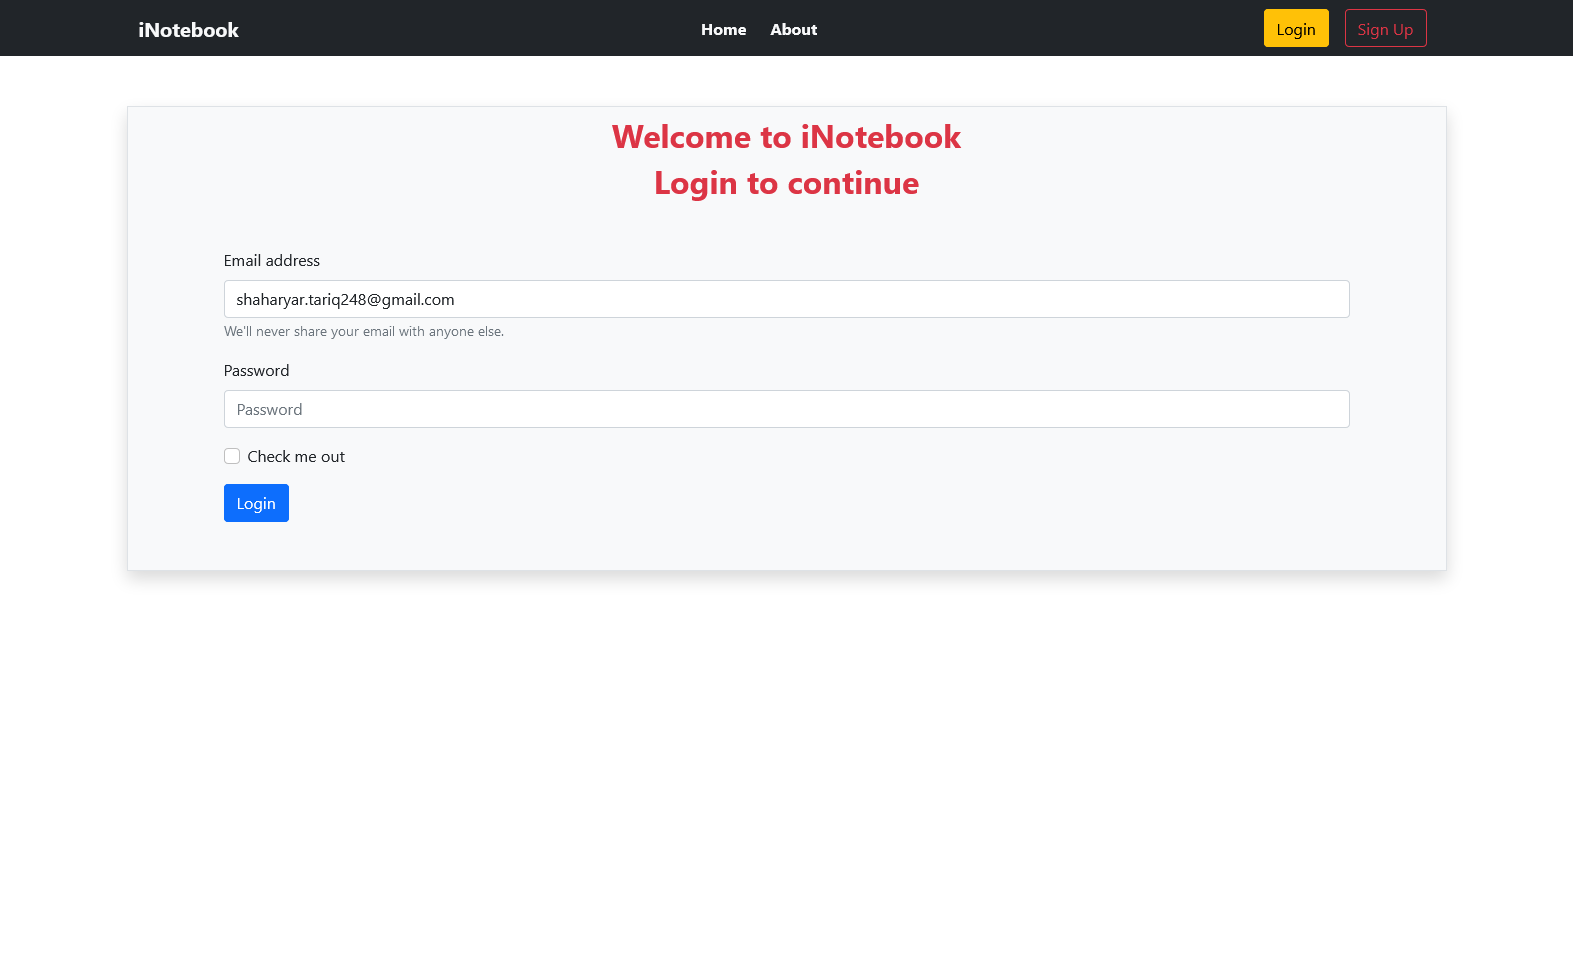 iNotebook Home About Login Sign Up
Welcome to iNotebook
Login to continue
Email address
shaharyar.tariq248@gmail.com
We'll never share your email with anyone else.
Password
Password
Check me out
Login